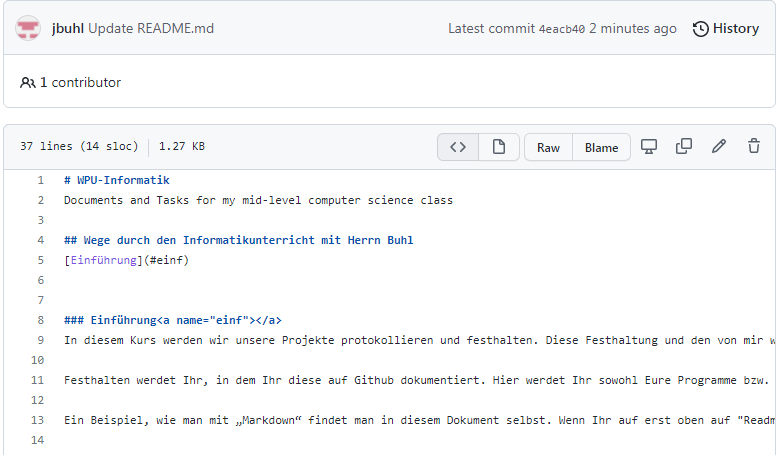 jbuhl Update README.md Latest commit 4eacb40 2 minutes ago History
1 contributor
37 lines (14 sloc) 1.27 KB Raw Blame
1 # WPU-Informatik
2 Documents and Tasks for my mid-level computer science class
3
4 ## Wege durch den Informatikunterricht mit Herrn Buhl
5 [Einführung](#einf)
6
7
8 ### Einführung<a name="einf"></a>
9 In diesem Kurs werden wir unsere Projekte protokollieren und festhalten. Diese Festhaltung und den von mir w
10
11 Festhalten werdet Ihr, in dem Ihr diese auf Github dokumentiert. Hier werdet Ihr sowohl Eure Programme bzw.
12
13 Ein Beispiel, wie man mit „Markdown“ findet man in diesem Dokument selbst. Wenn Ihr auf erst oben auf "Readm
14